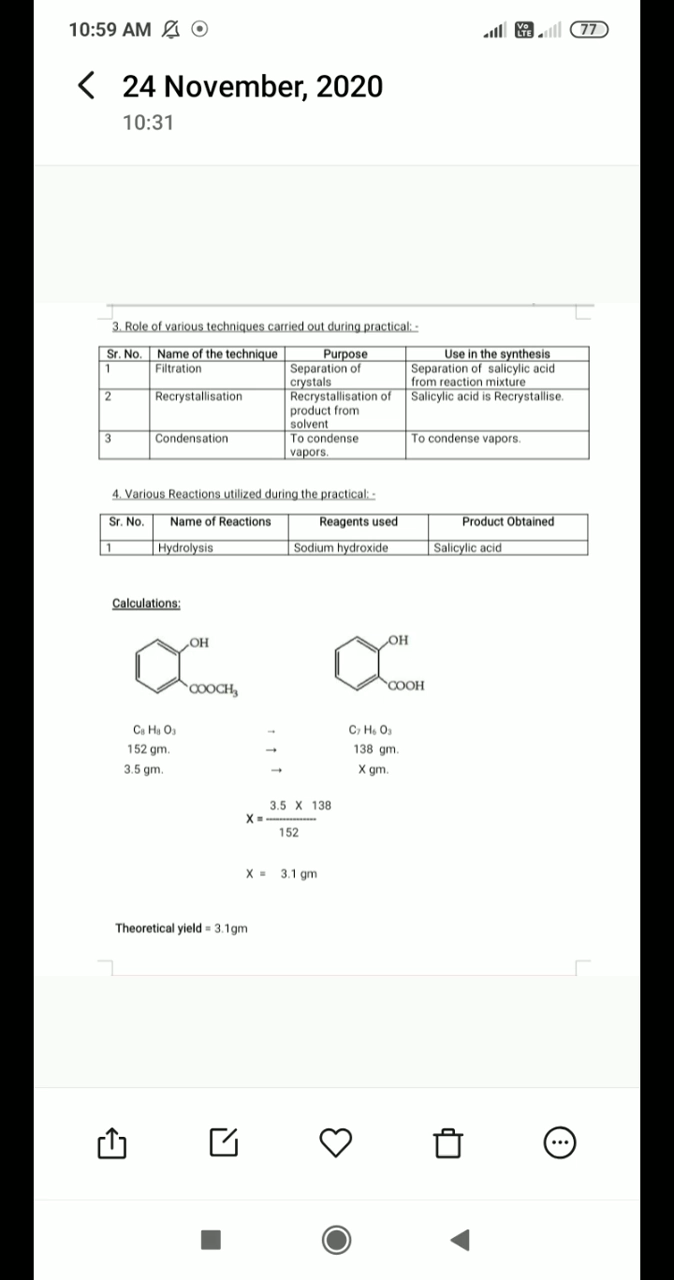 10:59 AM
Vo LTE 77
24 November, 2020
10:31
3. Role of various techniques carried out during practical: -
Sr. No. Name of the technique Purpose Use in the synthesis
1 Filtration Separation of crystals Separation of salicylic acid from reaction mixture
2 Recrystallisation Recrystallisation of product from solvent Salicylic acid is Recrystallise.
3 Condensation To condense vapors. To condense vapors.
4. Various Reactions utilized during the practical: -
Sr. No. Name of Reactions Reagents used Product Obtained
1 Hydrolysis Sodium hydroxide Salicylic acid
Calculations:
OH OH
COOCH₃ COOH
C₈ H₈ O₃ → C₇ H₆ O₃
152 gm. → 138 gm.
3.5 gm. → X gm.
3.5 X 138
X = ----------------
152
X = 3.1 gm
Theoretical yield = 3.1gm